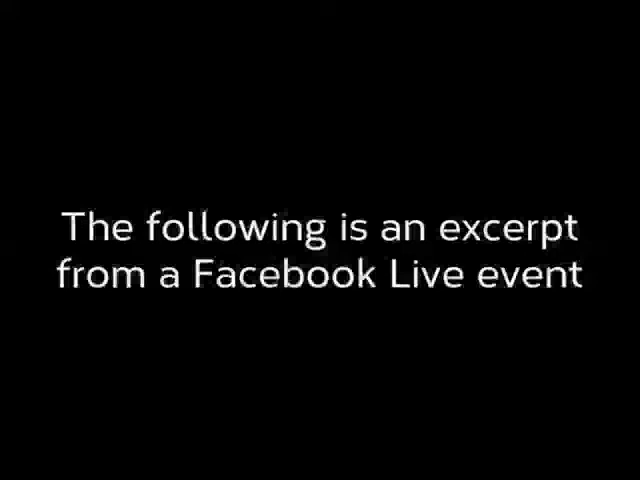 The following is an excerpt
from a Facebook Live event